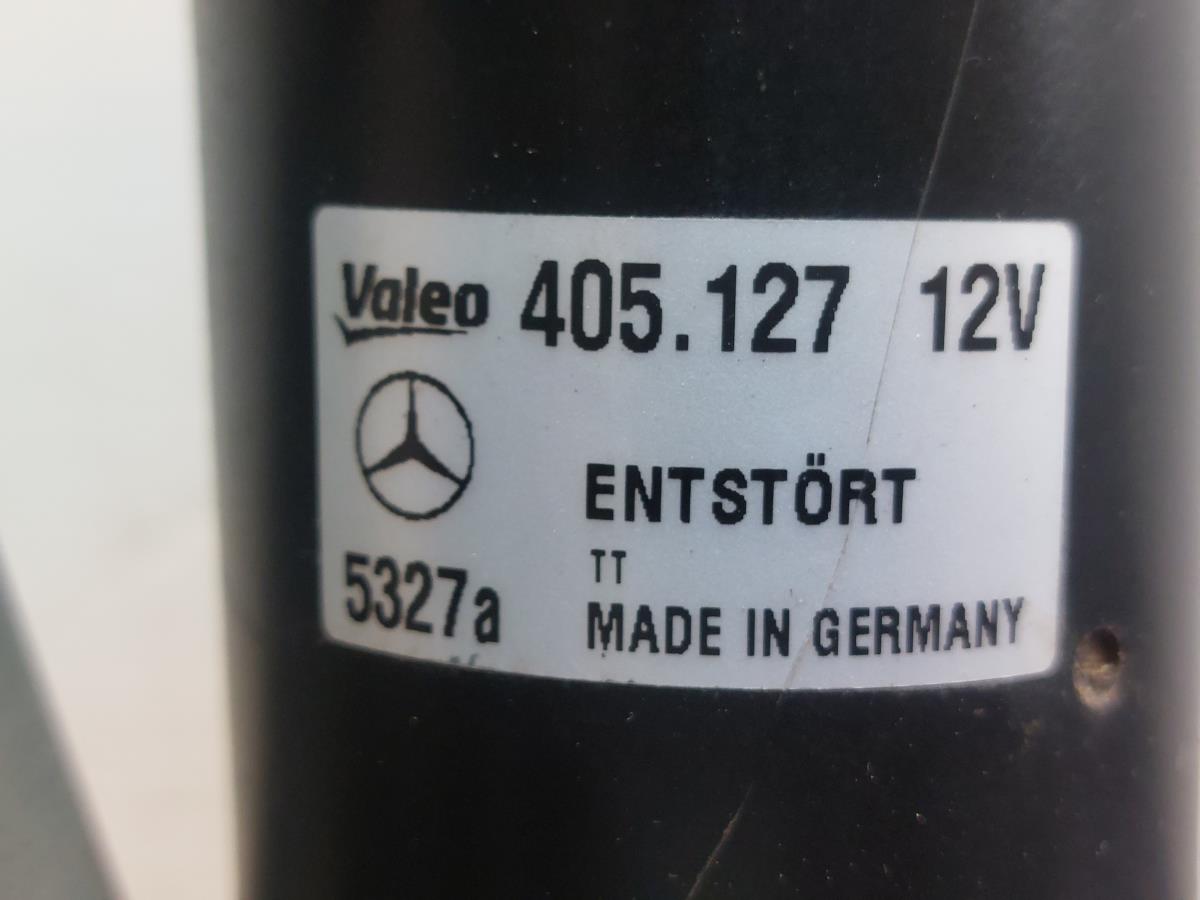 Valeo 405.127 12V
ENTSTÖRT
TT
5327a MADE IN GERMANY